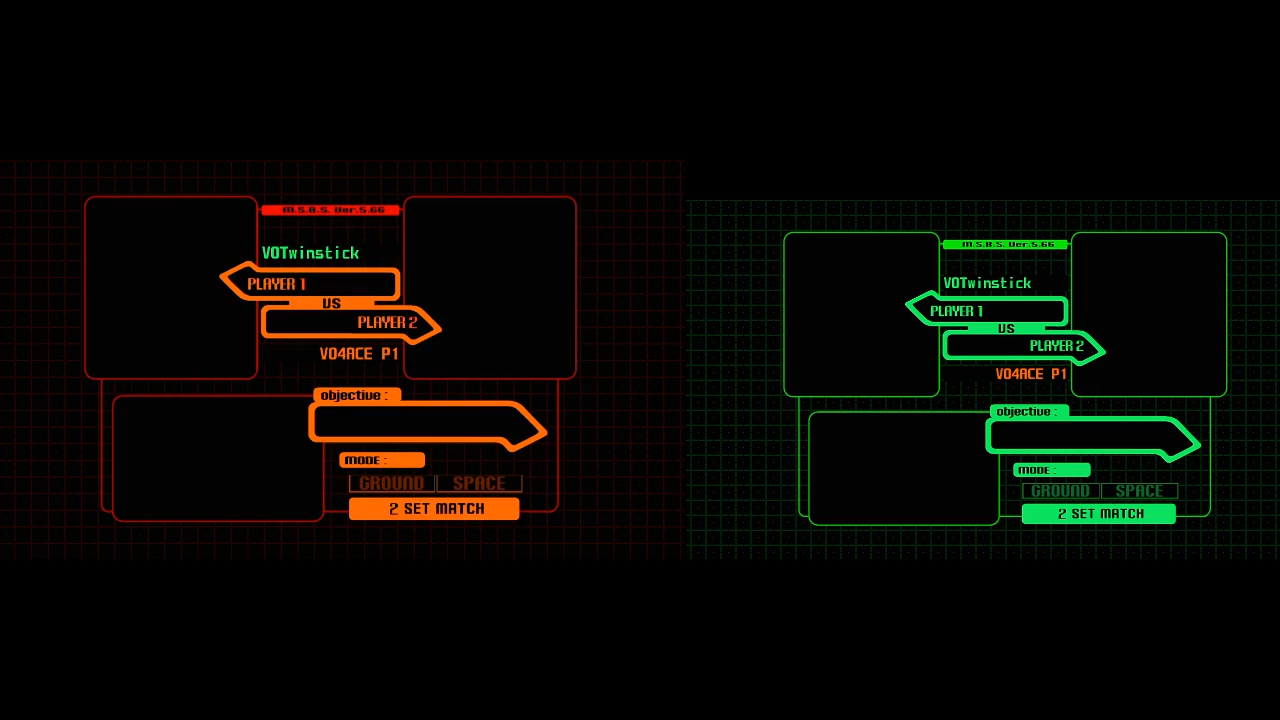 M.S.B.S. Ver.5.66
VOTwinstick
PLAYER 1
VS
PLAYER 2
VO4ACE P1
objective :
MODE :
GROUND SPACE
2 SET MATCH
M.S.B.S. Ver.5.66
VOTwinstick
PLAYER 1
VS
PLAYER 2
VO4ACE P1
objective :
MODE :
GROUND SPACE
2 SET MATCH